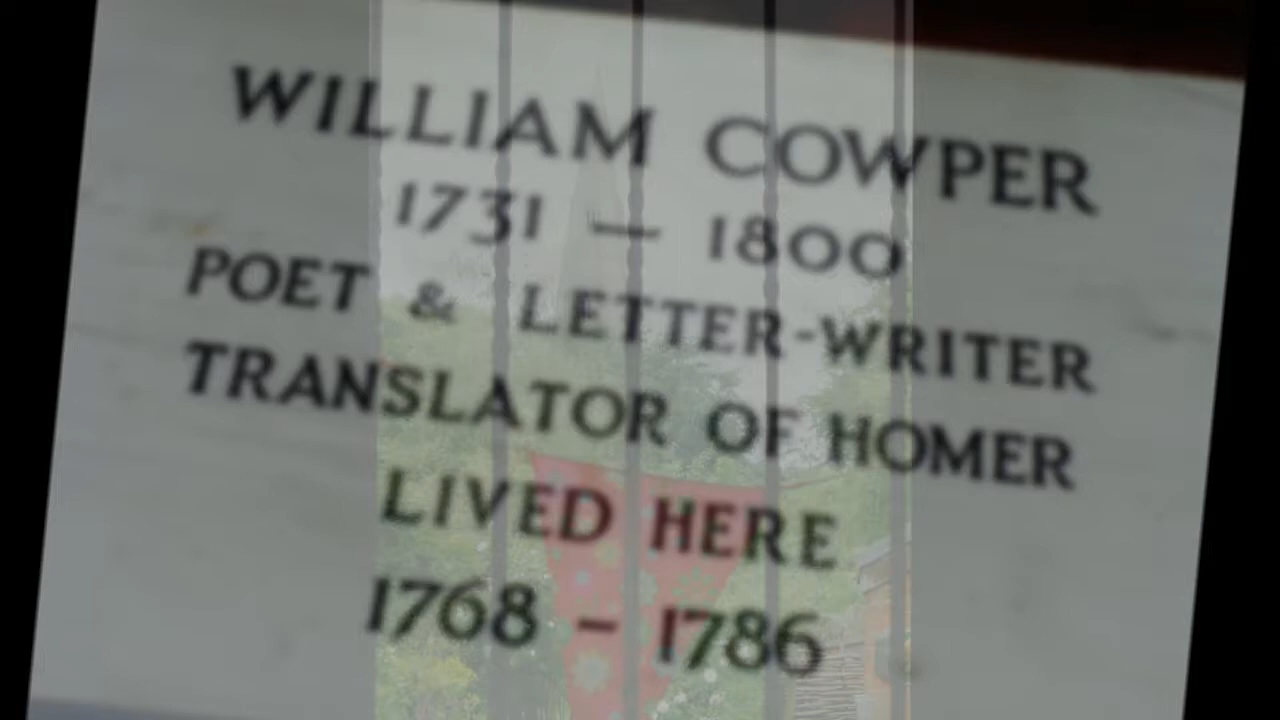 WILLIAM COWPER
1731 — 1800
POET & LETTER-WRITER
TRANSLATOR OF HOMER
LIVED HERE
1768 – 1786